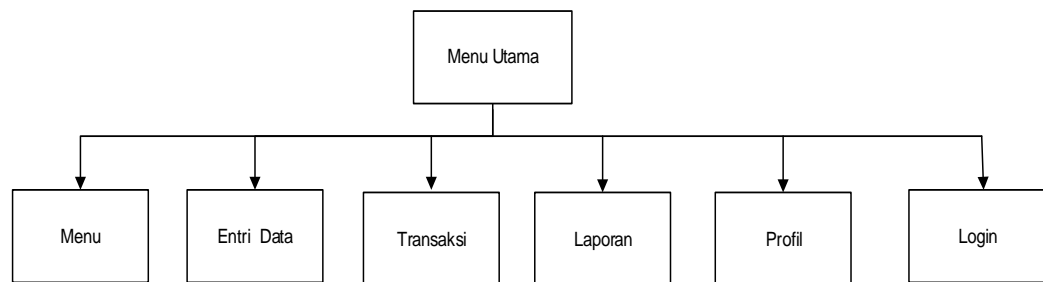 Menu Utama
Menu
Entri Data
Transaksi
Laporan
Profil
Login